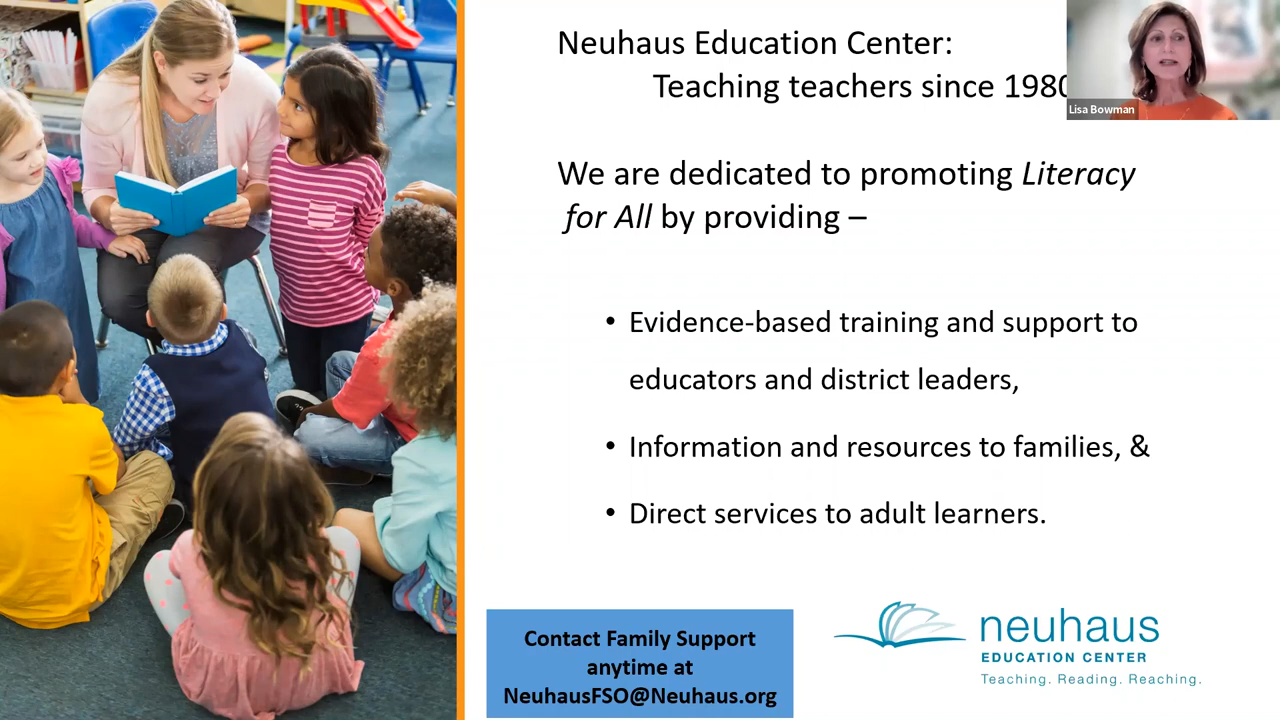 Neuhaus Education Center:
Teaching teachers since 1980
Lisa Bowman
We are dedicated to promoting Literacy
for All by providing –
• Evidence-based training and support to
educators and district leaders,
• Information and resources to families, &
• Direct services to adult learners.
Contact Family Support
anytime at
NeuhausFSO@Neuhaus.org
neuhaus
EDUCATION CENTER
Teaching. Reading. Reaching.